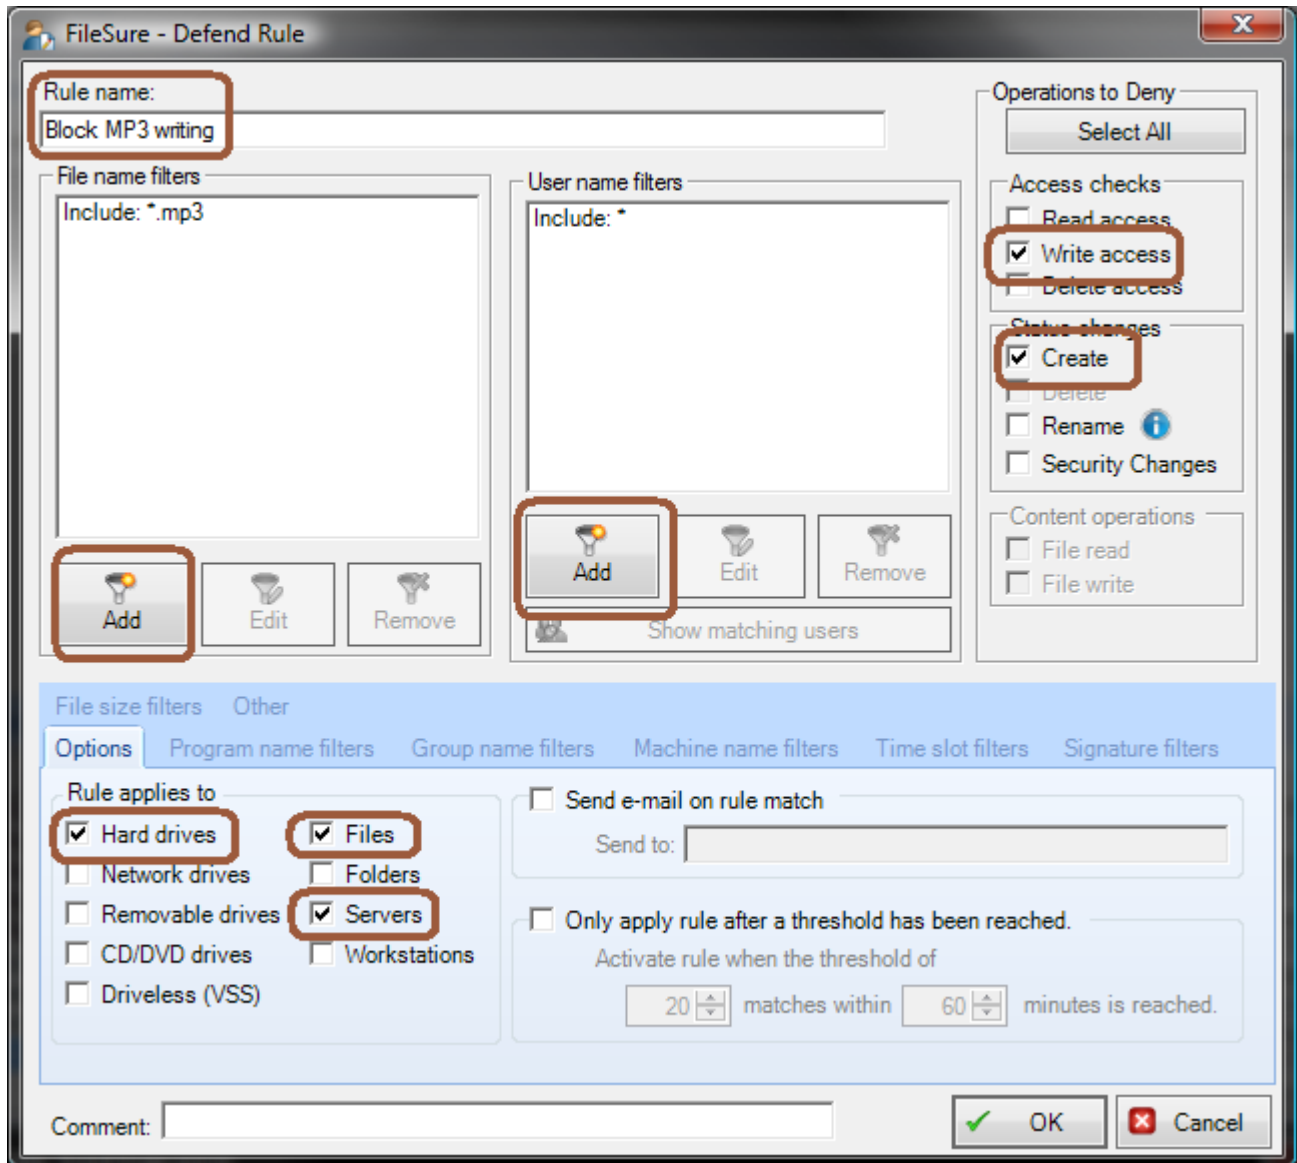 FileSure - Defend Rule
Rule name:
Block MP3 writing
File name filters
Include: *.mp3
Add
Edit
Remove
User name filters
Include: *
Add
Edit
Remove
Show matching users
Operations to Deny
Select All
Access checks
Read access
Write access
Delete access
Status changes
Create
Delete
Rename
Security Changes
Content operations
File read
File write
File size filters Other
Options Program name filters Group name filters Machine name filters Time slot filters Signature filters
Rule applies to
Hard drives Files
Network drives Folders
Removable drives Servers
CD/DVD drives Workstations
Driveless (VSS)
Send e-mail on rule match
Send to:
Only apply rule after a threshold has been reached.
Activate rule when the threshold of
20 matches within 60 minutes is reached.
Comment:
OK Cancel